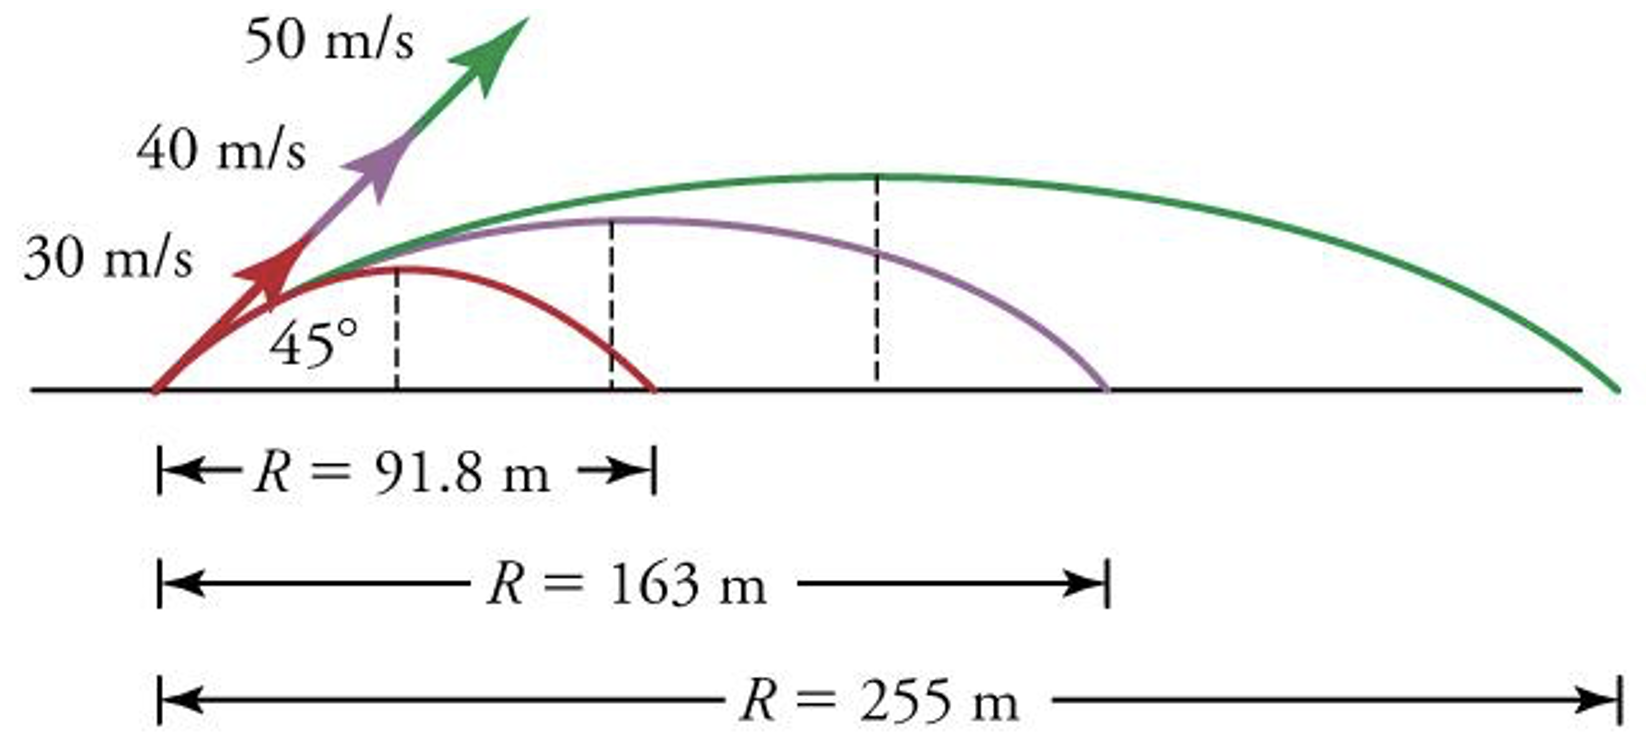 50 m/s
40 m/s
30 m/s
45°
R = 91.8 m
R = 163 m
R = 255 m